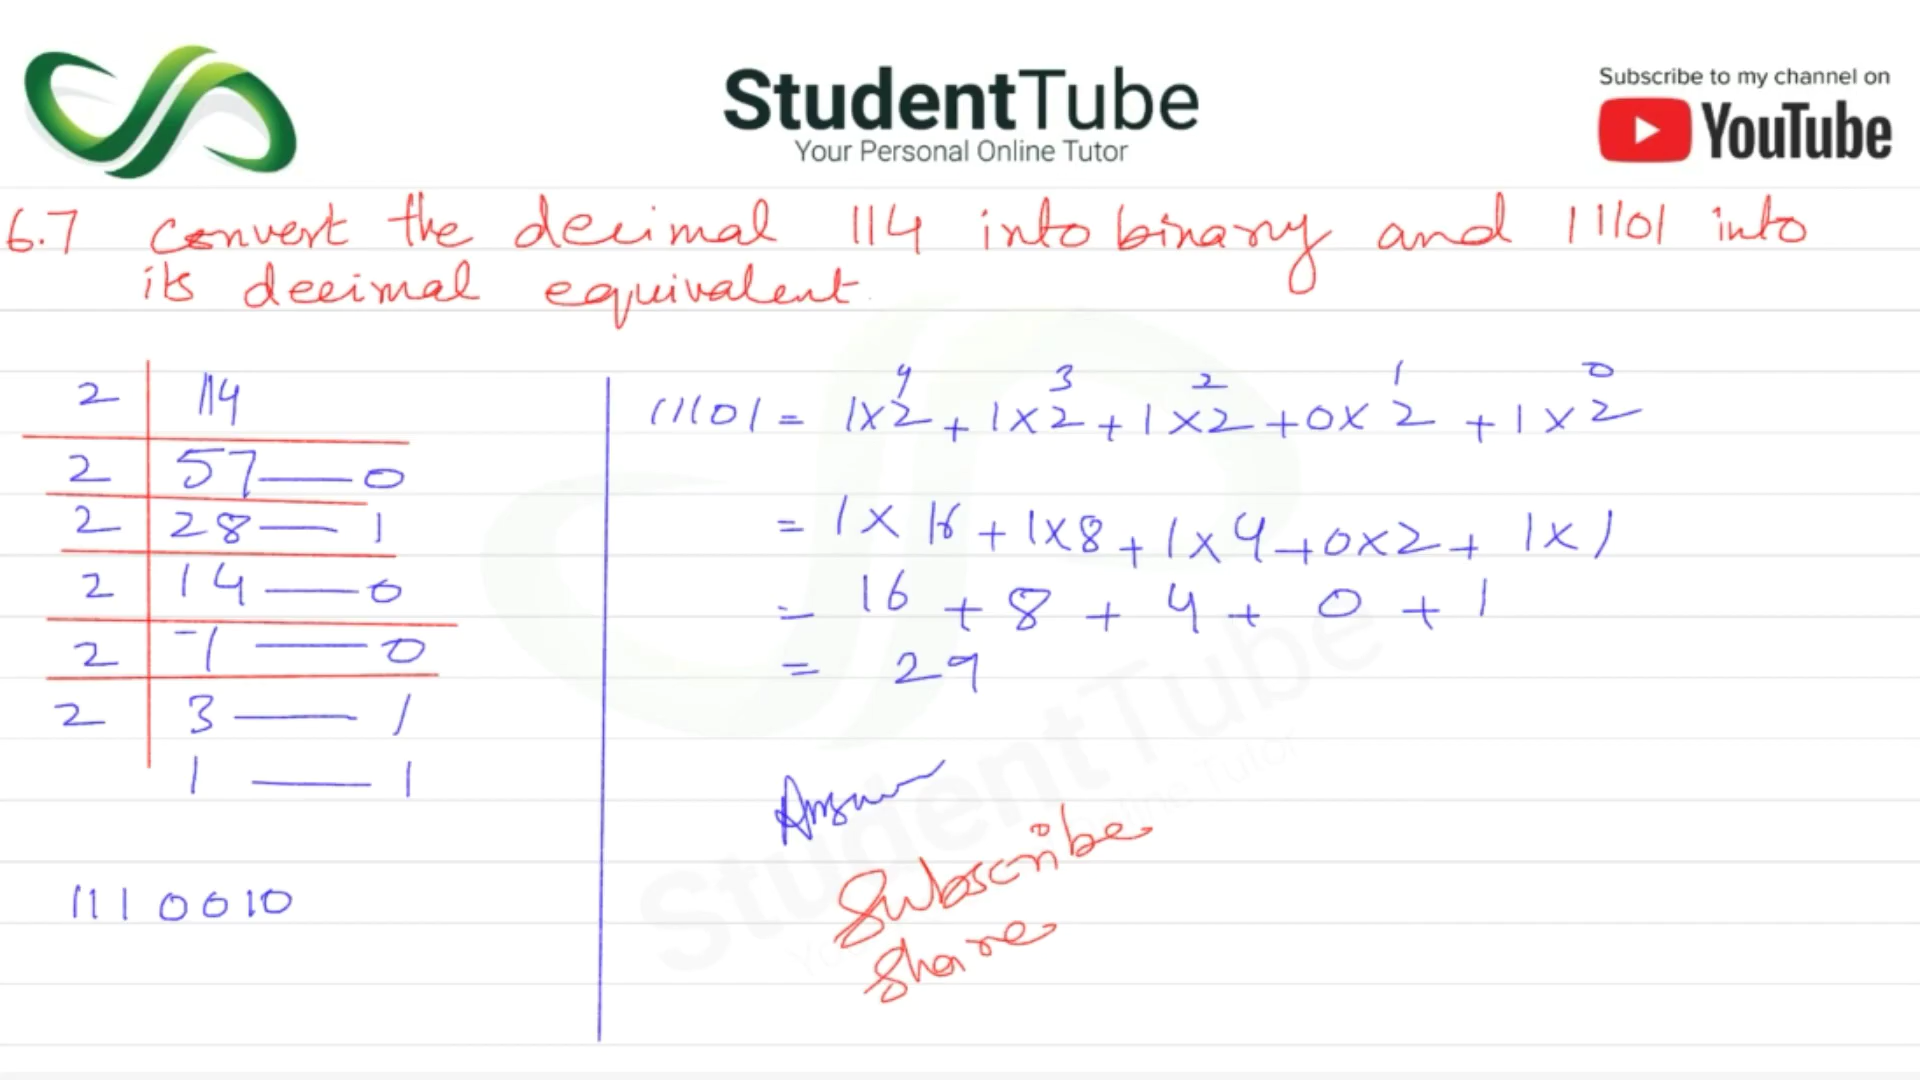 StudentTube
Your Personal Online Tutor
Subscribe to my channel on
YouTube
6.7 Convert the decimal 114 into binary and 11101 into
its decimal equivalent.
2 114
2 57 — 0
2 28 — 1
2 14 — 0
2 7 — 0
2 3 — 1
1 — 1
1110010
11101 = 1×2⁴ + 1×2³ + 1×2² + 0×2¹ + 1×2⁰
= 1×16 + 1×8 + 1×4 + 0×2 + 1×1
= 16 + 8 + 4 + 0 + 1
= 29
Answer
Subscribe
Share
StudentTube